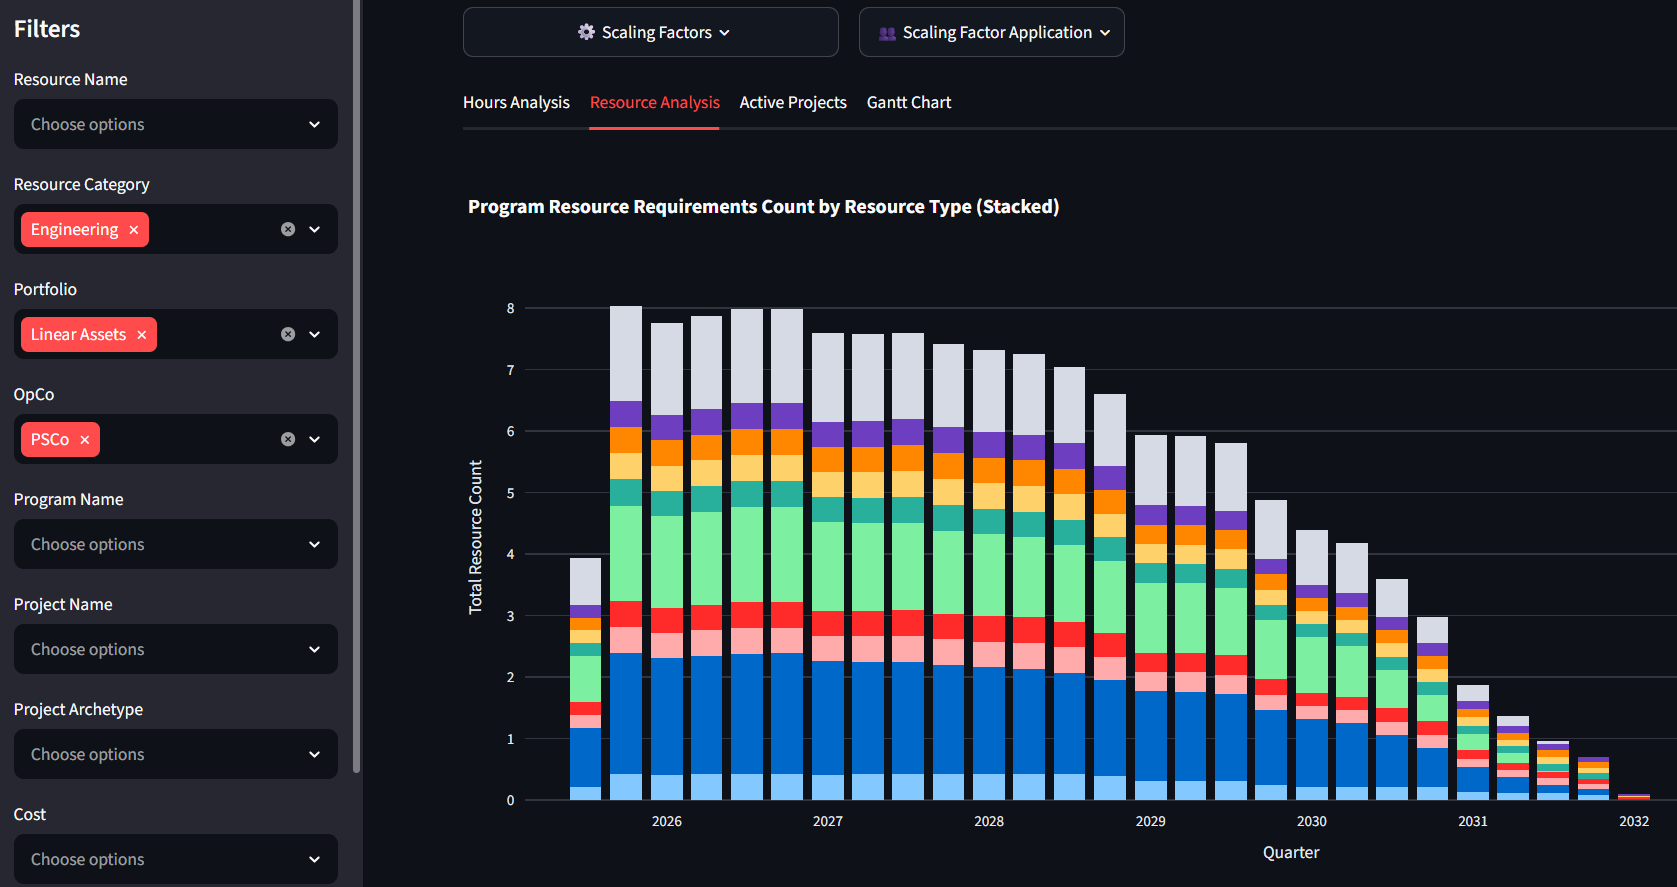 Filters
Resource Name
Choose options
Resource Category
Engineering ×
Portfolio
Linear Assets ×
OpCo
PSCo ×
Program Name
Choose options
Project Name
Choose options
Project Archetype
Choose options
Cost
Choose options
Scaling Factors
Scaling Factor Application
Hours Analysis
Resource Analysis
Active Projects
Gantt Chart
Program Resource Requirements Count by Resource Type (Stacked)
Total Resource Count
8
7
6
5
4
3
2
1
0
2026
2027
2028
2029
2030
2031
2032
Quarter